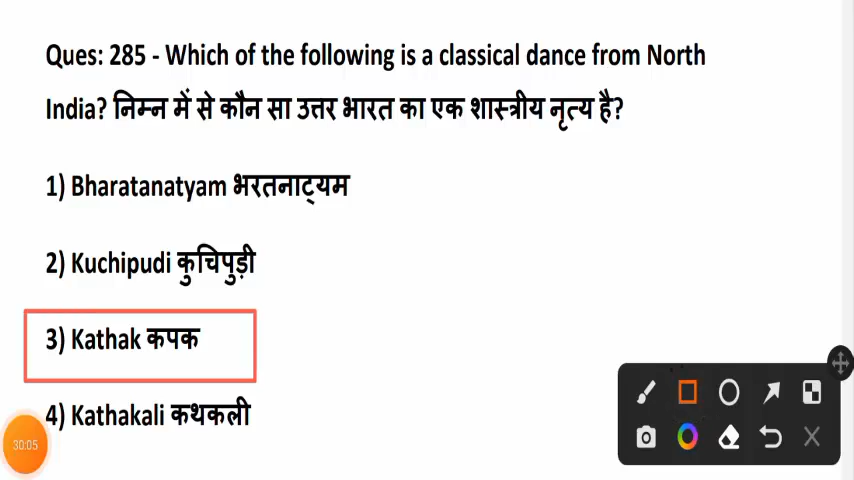 Ques: 285 - Which of the following is a classical dance from North
India? निम्न में से कौन सा उत्तर भारत का एक शास्त्रीय नृत्य है?
1) Bharatanatyam भरतनाट्यम
2) Kuchipudi कुचिपुड़ी
3) Kathak कपक
4) Kathakali कथकली
30:05